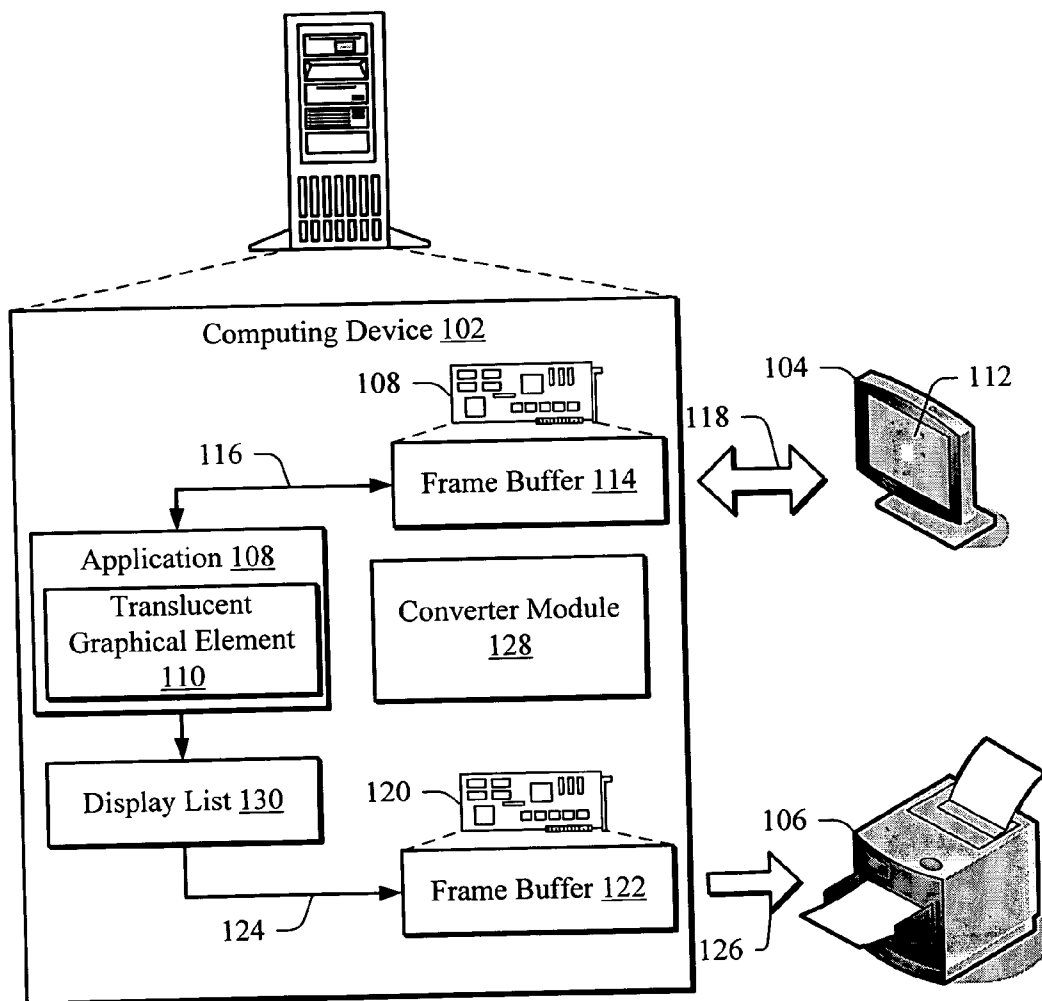 Computing Device 102
108
104
112
118
116
Frame Buffer 114
Application 108
Translucent
Graphical Element
110
Converter Module
128
Display List 130
120
106
Frame Buffer 122
124
126